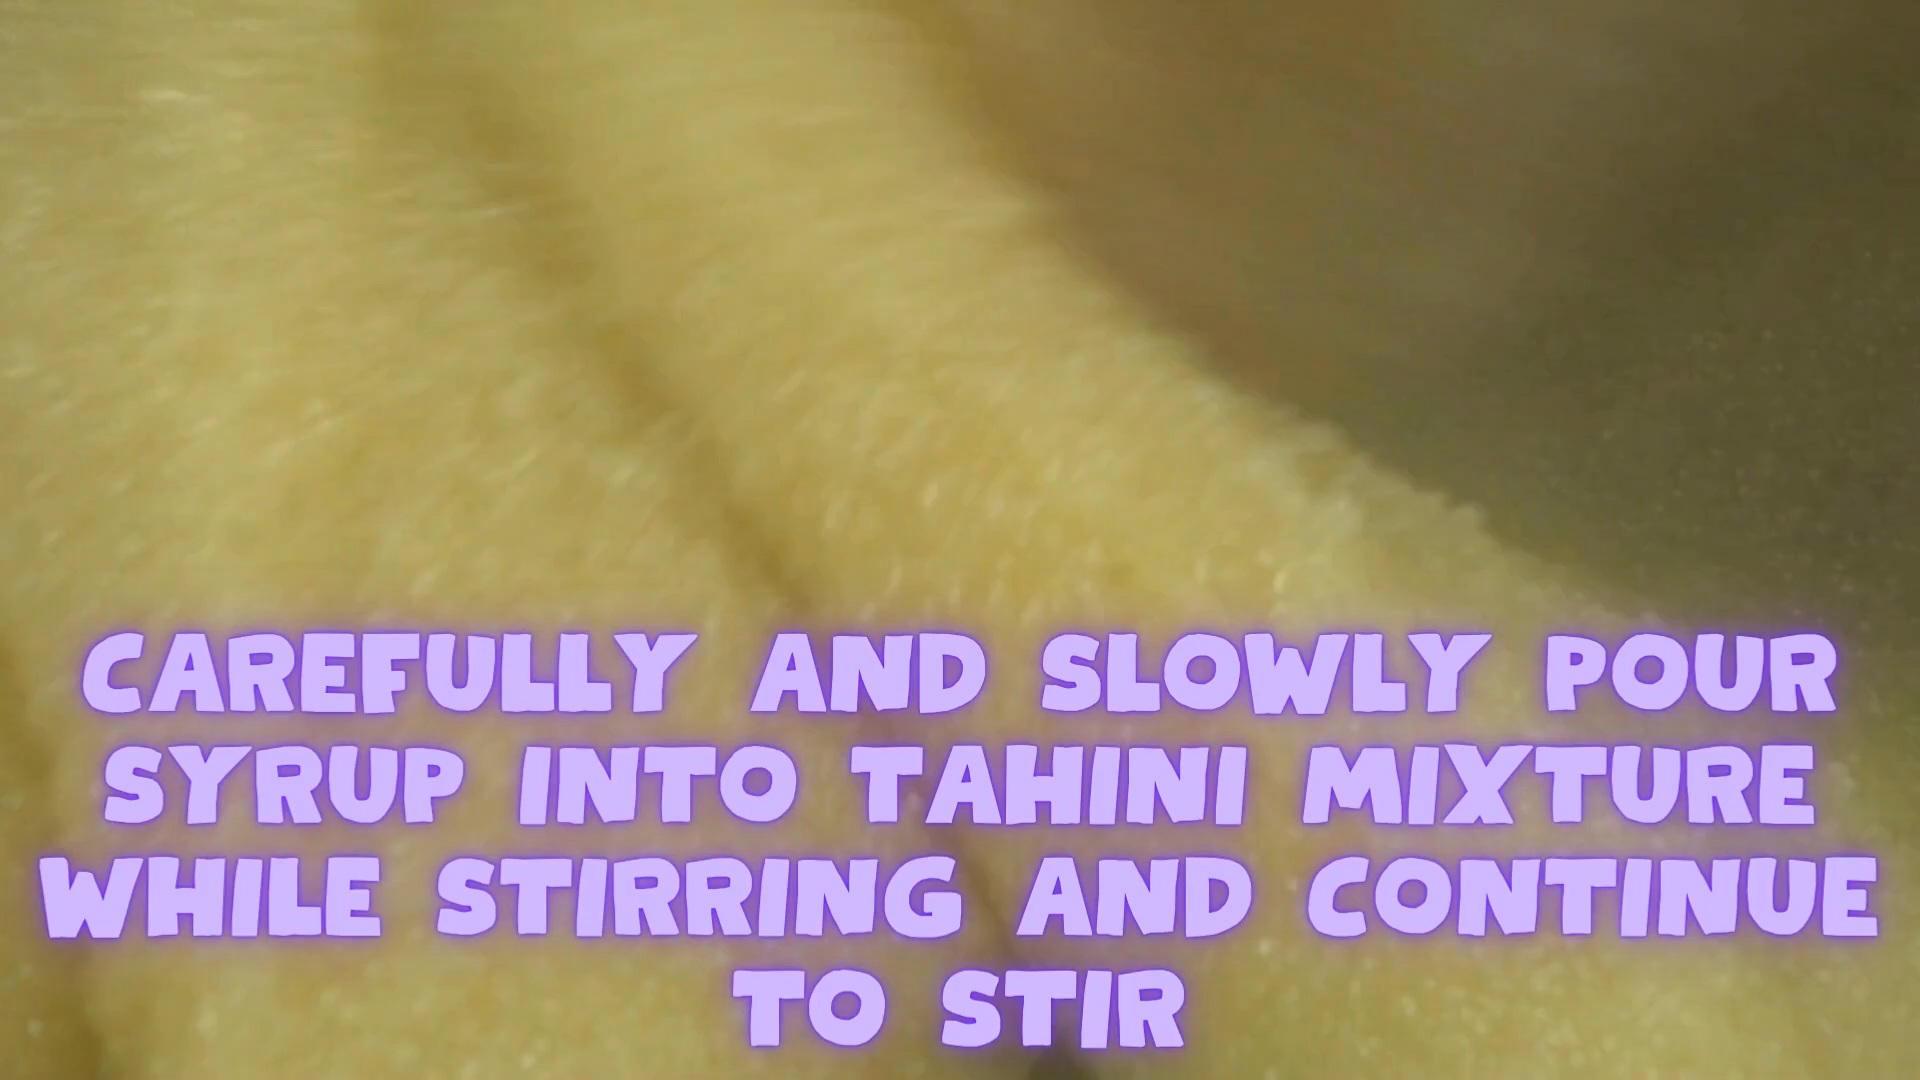 CAREFULLY AND SLOWLY POUR
SYRUP INTO TAHINI MIXTURE
WHILE STIRRING AND CONTINUE
TO STIR